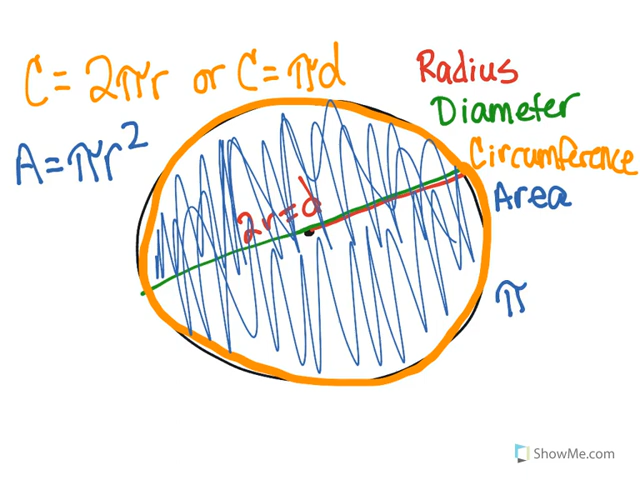 C = 2πr or C = πd
A = πr²
Radius
Diameter
Circumference
Area
2r = d
π
ShowMe.com